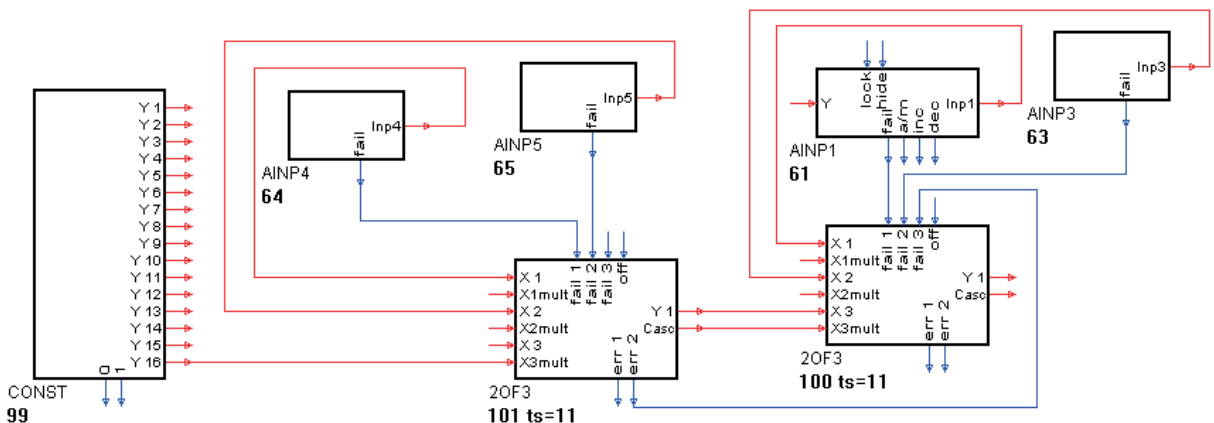 Y 1
Y 2
Y 3
Y 4
Y 5
Y 6
Y 7
Y 8
Y 9
Y 10
Y 11
Y 12
Y 13
Y 14
Y 15
Y 16
0
1
CONST
99
Inp4
fail
AINP4
64
Inp5
fail
AINP5
65
X 1
X1mult
X 2
X2mult
X 3
X3mult
fail 1
fail 2
fail 3
off
Y 1
Casc
err 1
err 2
2OF3
101 ts=11
Y
lock
hide
Inp1
fail
a/m
inc
dec
AINP1
61
Inp3
fail
AINP3
63
X 1
X1mult
X 2
X2mult
X 3
X3mult
fail 1
fail 2
fail 3
off
Y 1
Casc
err 1
err 2
2OF3
100 ts=11